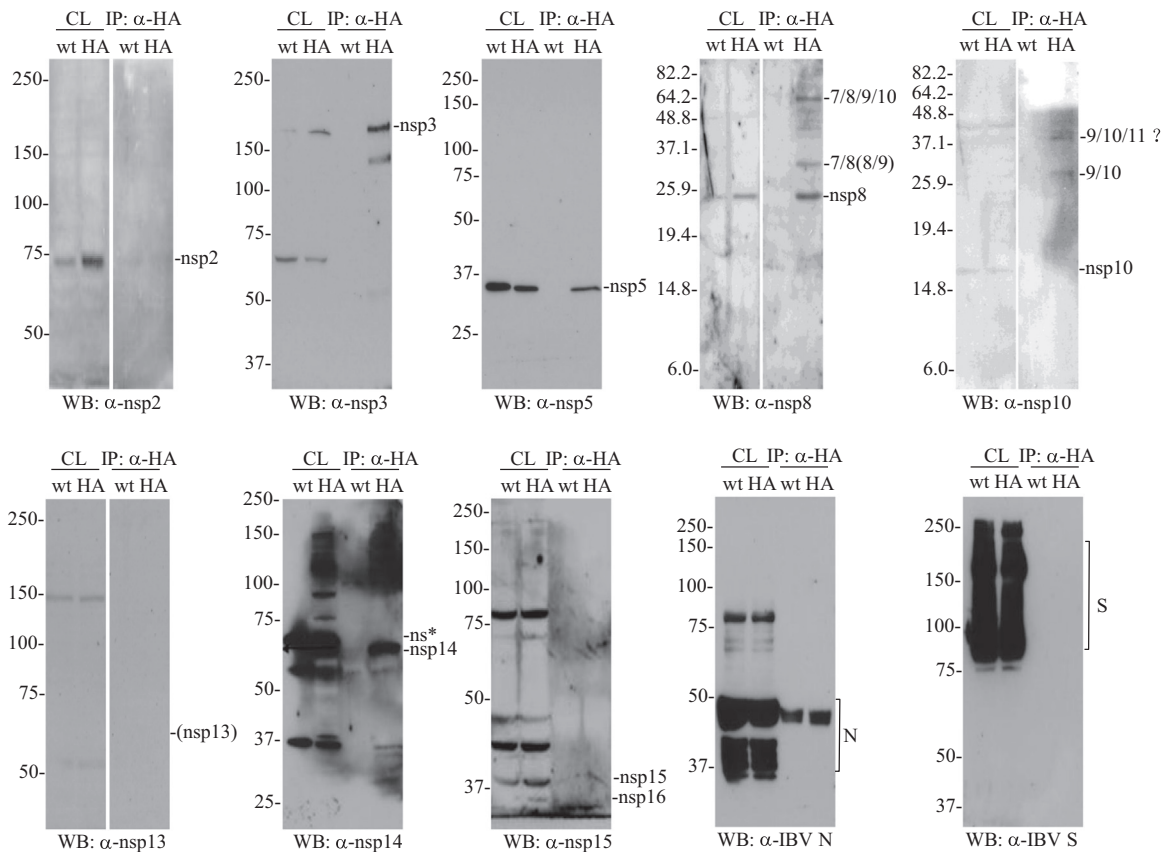 CL IP: α-HA
wt HA wt HA
250-
150-
100-
75-
50-
-nsp2
WB: α-nsp2
CL IP: α-HA
wt HA wt HA
250-
150-
100-
75-
50-
37-
-nsp3
WB: α-nsp3
CL IP: α-HA
wt HA wt HA
250-
150-
100-
75-
50-
37-
25-
-nsp5
WB: α-nsp5
CL IP: α-HA
wt HA wt HA
82.2-
64.2-
48.8-
37.1-
25.9-
19.4-
14.8-
6.0-
-7/8/9/10
-7/8(8/9)
-nsp8
WB: α-nsp8
CL IP: α-HA
wt HA wt HA
82.2-
64.2-
48.8-
37.1-
25.9-
19.4-
14.8-
6.0-
-9/10/11 ?
-9/10
-nsp10
WB: α-nsp10
CL IP: α-HA
wt HA wt HA
250-
150-
100-
75-
50-
-(nsp13)
WB: α-nsp13
CL IP: α-HA
wt HA wt HA
250-
150-
100-
75-
50-
37-
25-
-ns*
-nsp14
WB: α-nsp14
CL IP: α-HA
wt HA wt HA
250-
150-
100-
75-
50-
37-
-nsp15
-nsp16
WB: α-nsp15
CL IP: α-HA
wt HA wt HA
250-
150-
100-
75-
50-
37-
N
WB: α-IBV N
CL IP: α-HA
wt HA wt HA
250-
150-
100-
75-
50-
37-
S
WB: α-IBV S